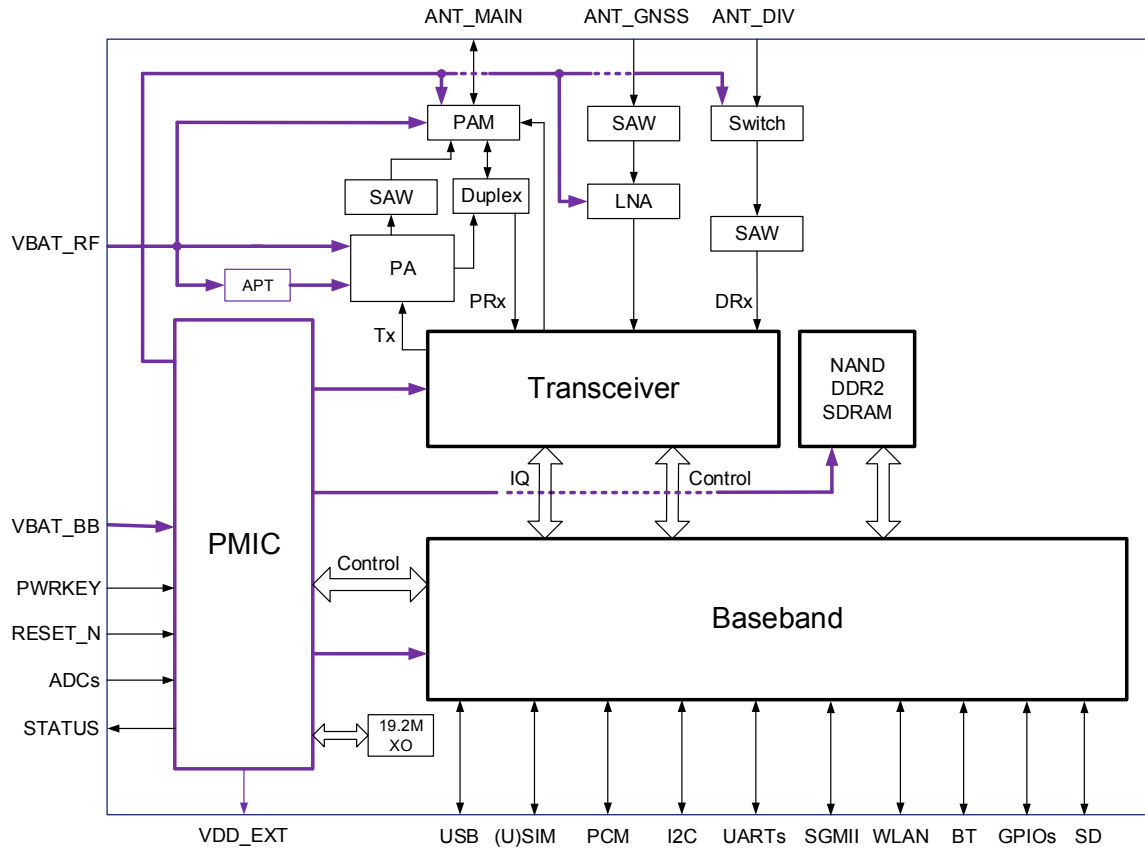 ANT_MAIN ANT_GNSS ANT_DIV
PAM SAW Switch
SAW Duplex LNA
VBAT_RF PA SAW
APT
PRx DRx
Tx
Transceiver
NAND
DDR2
SDRAM
IQ Control
VBAT_BB
PMIC
Control
PWRKEY
Baseband
RESET_N
ADCs
STATUS
19.2M
XO
VDD_EXT USB (U)SIM PCM I2C UARTs SGMII WLAN BT GPIOs SD